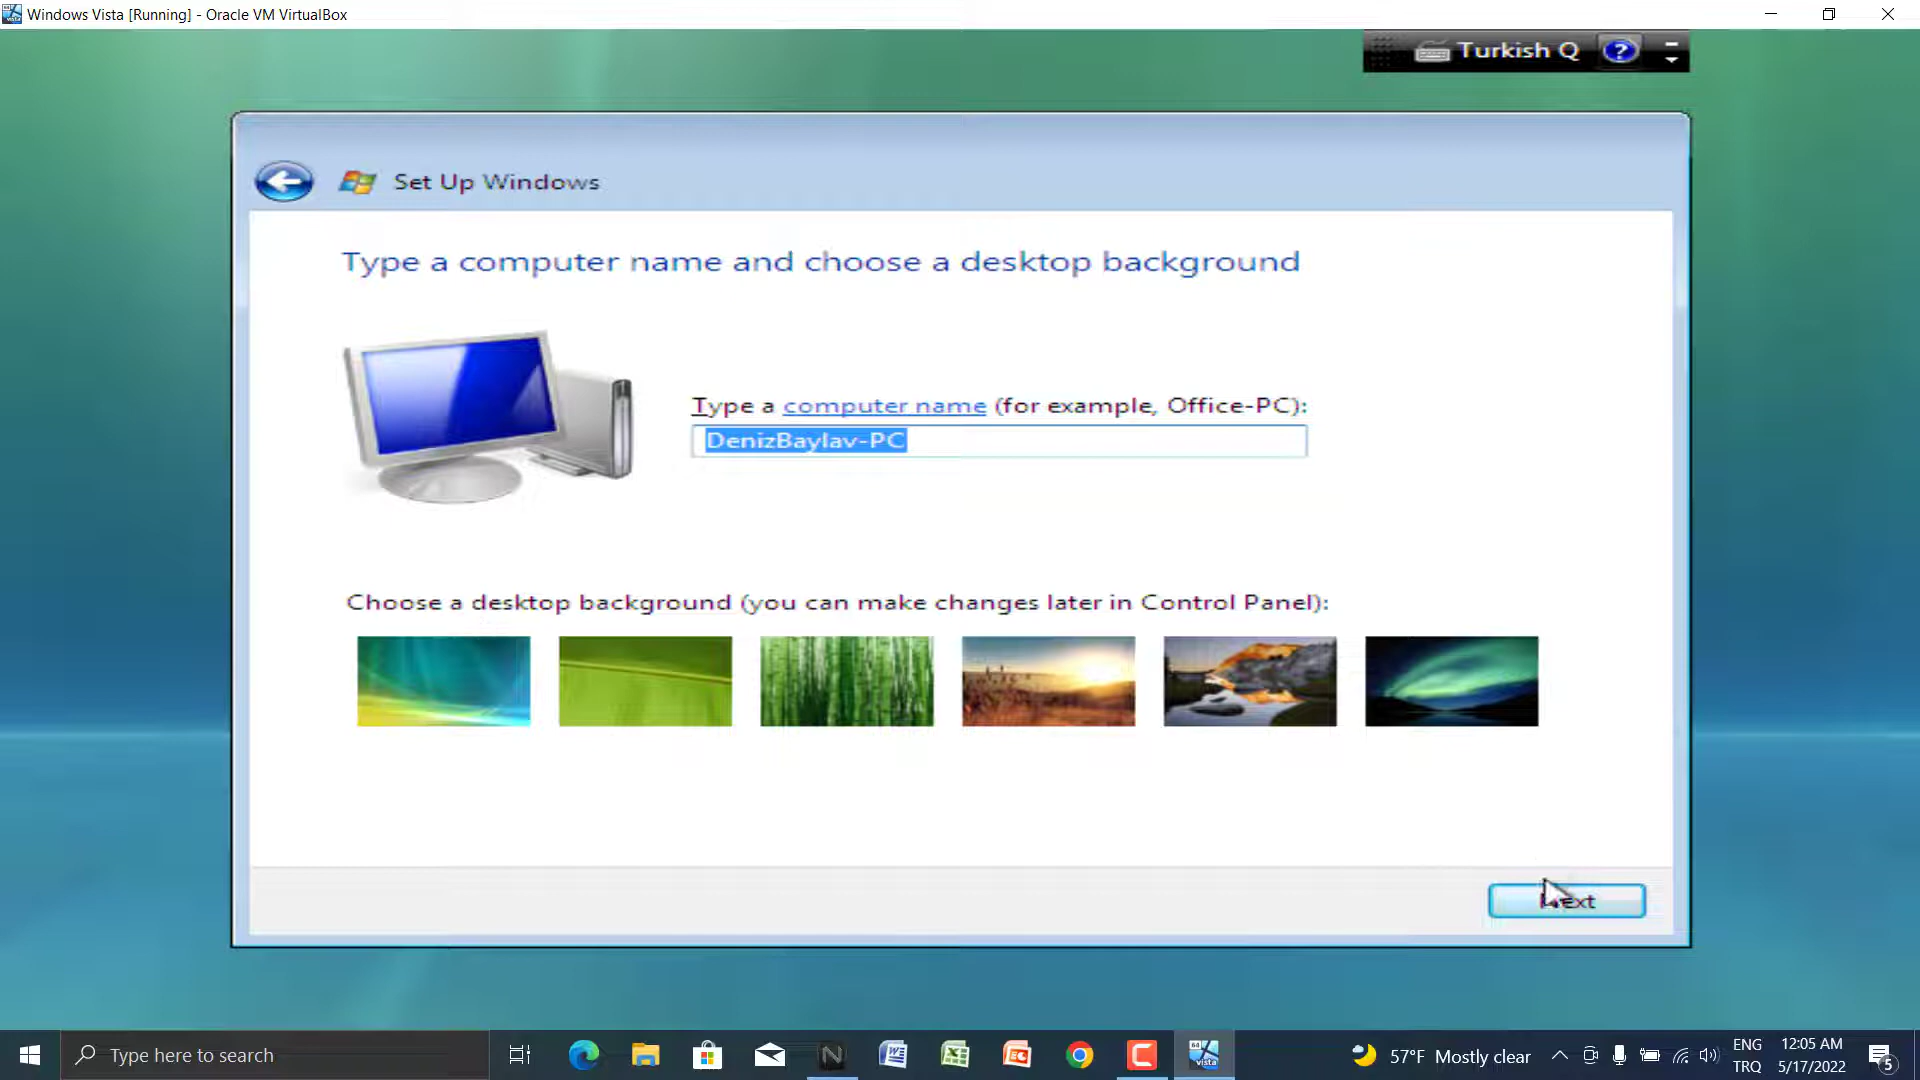 Windows Vista [Running] - Oracle VM VirtualBox
Turkish Q
?
Set Up Windows
Type a computer name and choose a desktop background
Type a computer name (for example, Office-PC):
DenizBaylav-PC
Choose a desktop background (you can make changes later in Control Panel):
Next
Type here to search
57°F Mostly clear
ENG
TRQ
12:05 AM
5/17/2022
5